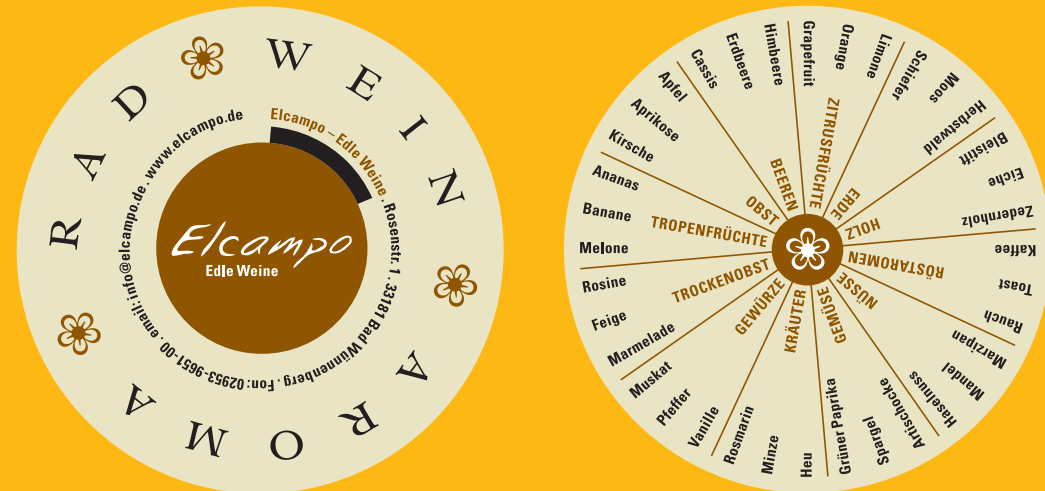 WEIN AROMA RAD
Elcampo – Edle Weine . Rosenstr. 1 . 33181 Bad Wünnenberg . Fon: 02953-9651-00 . email: info@elcampo.de . www.elcampo.de
Elcampo
Edle Weine
BEEREN
Cassis
Erdbeere
Himbeere
ZITRUSFRÜCHTE
Grapefruit
Orange
Limone
ERDE
Schiefer
Moos
Herbstwald
HOLZ
Bleistift
Eiche
Zedernholz
RÖSTAROMEN
Kaffee
Toast
Rauch
NÜSSE
Marzipan
Mandel
Haselnuss
GEMÜSE
Artischocke
Spargel
Grüner Paprika
KRÄUTER
Heu
Minze
Rosmarin
GEWÜRZE
Vanille
Pfeffer
Muskat
TROCKENOBST
Marmelade
Feige
Rosine
TROPENFRÜCHTE
Melone
Banane
Ananas
OBST
Kirsche
Aprikose
Apfel